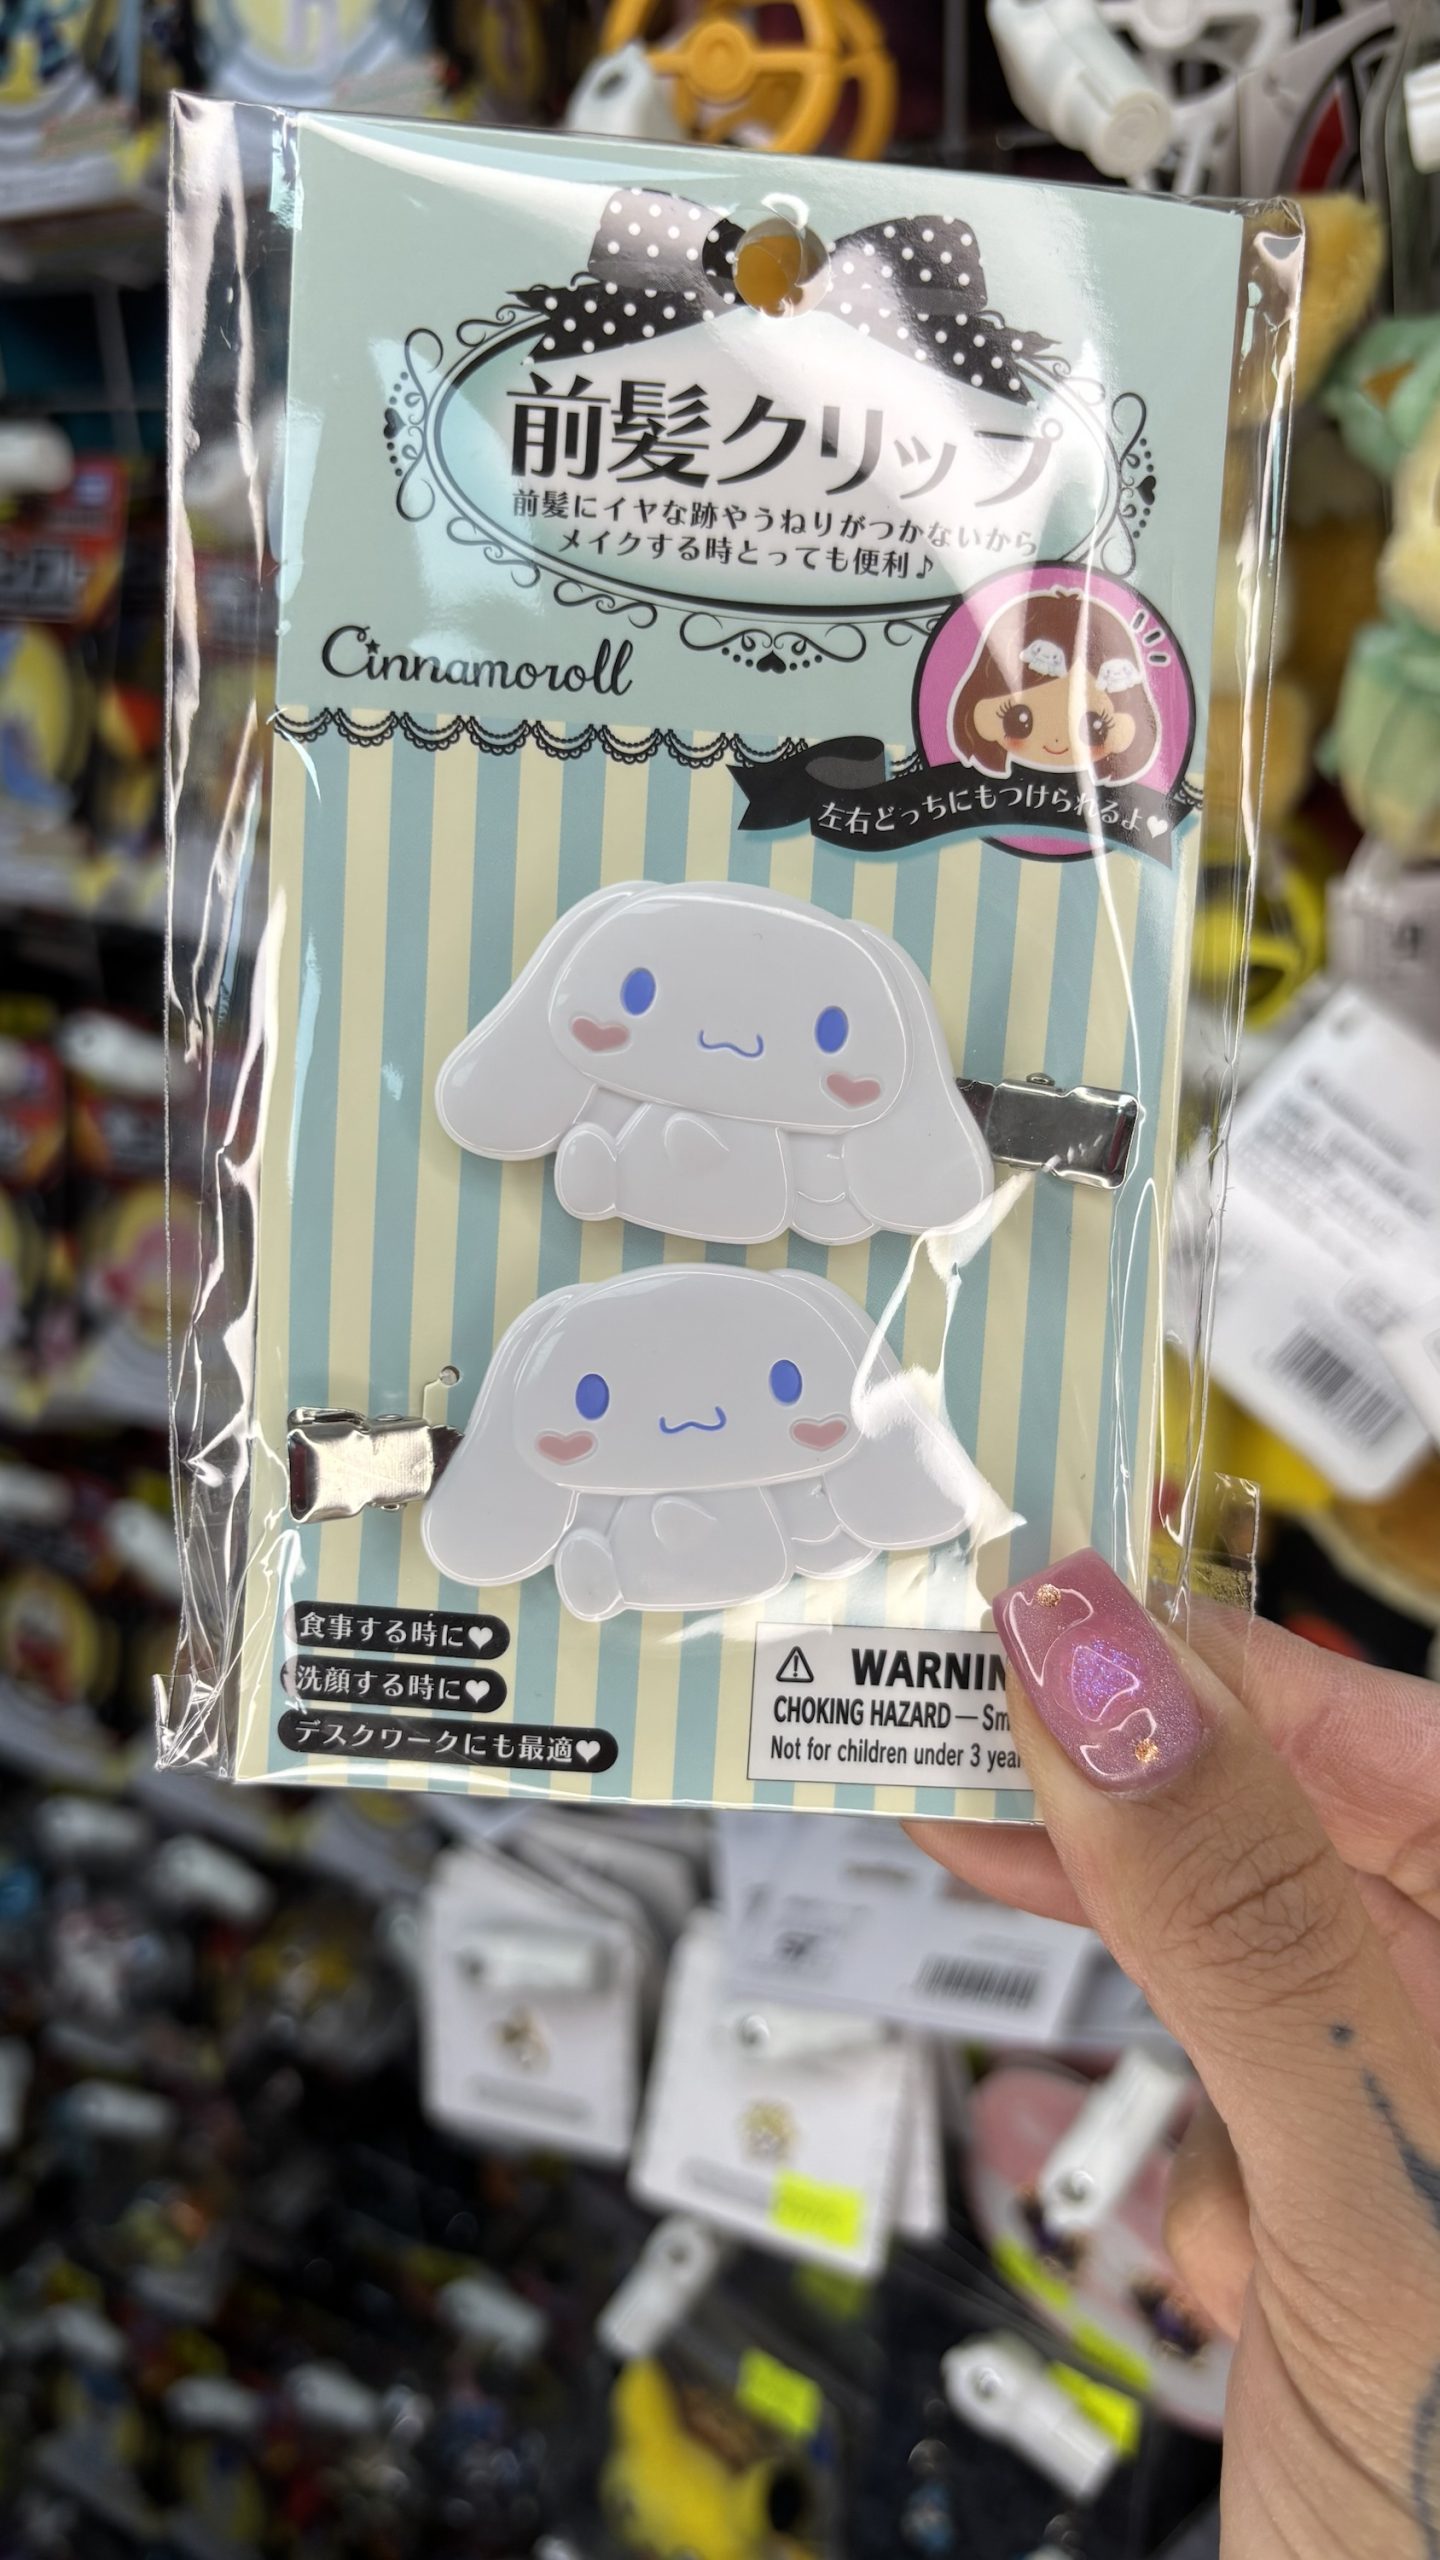 前髪クリップ
前髪にイヤな跡やうねりがつかないから
メイクする時とっても便利♪
Cinnamoroll
左右どっちにもつけられるよ♥
食事する時に♥
洗顔する時に♥
デスクワークにも最適♥
⚠ WARNIN
CHOKING HAZARD — Sm
Not for children under 3 yea